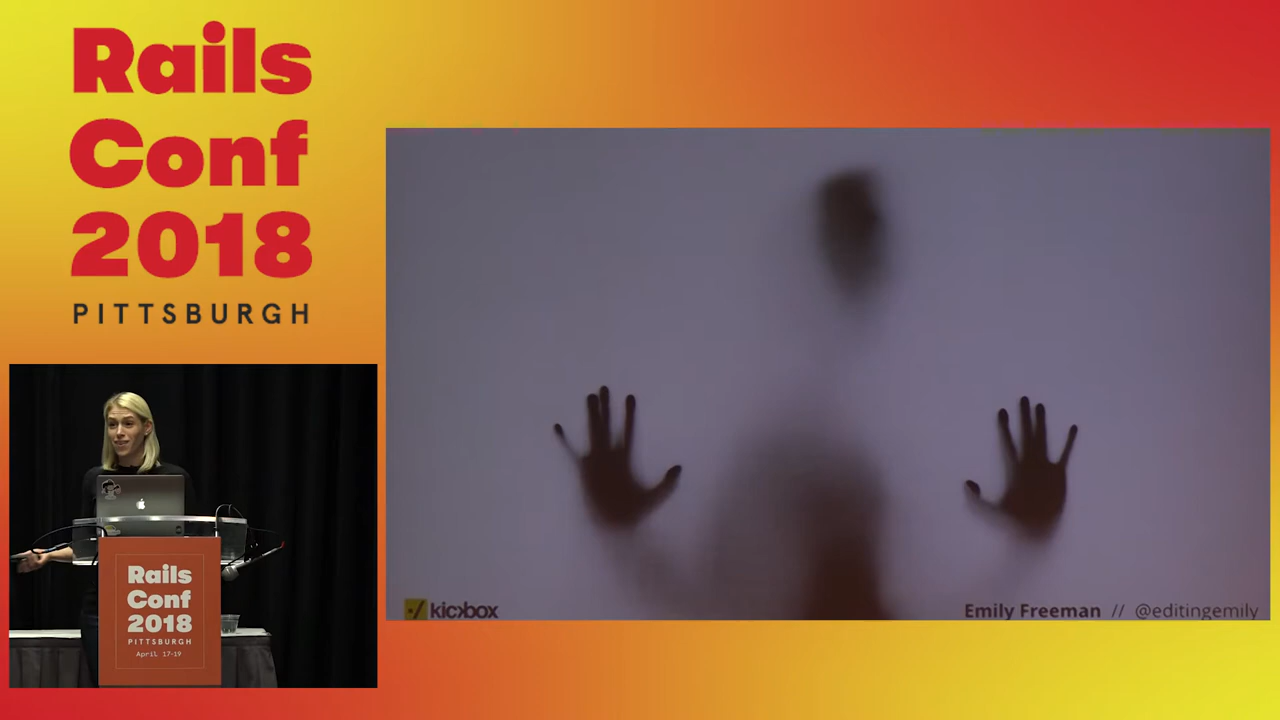 Rails
Conf
2018
PITTSBURGH
kickbox
Emily Freeman // @editingemily
Rails
Conf
2018
PITTSBURGH
April 17-19